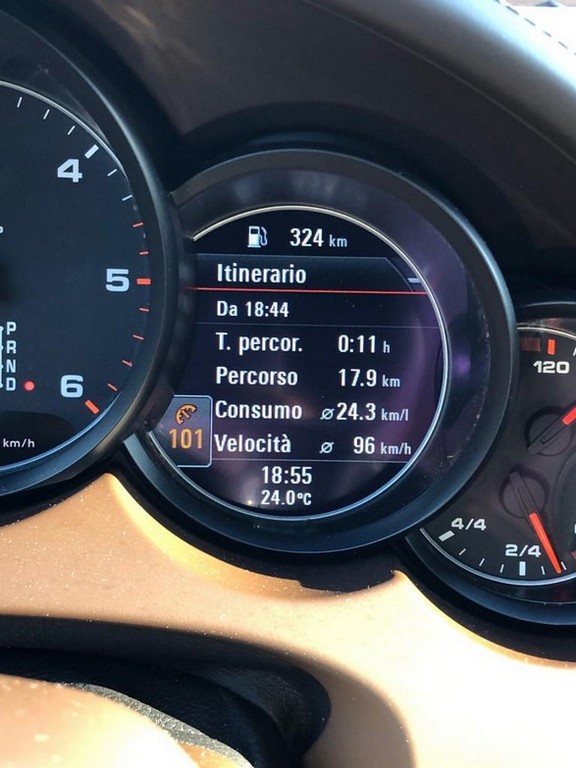 324 km
Itinerario
Da 18:44
T. percor. 0:11 h
Percorso 17.9 km
Consumo ⌀24.3 km/l
Velocità ⌀ 96 km/h
101
18:55
24.0°C
4
5
6
P
R
N
D
km/h
120
4/4
2/4